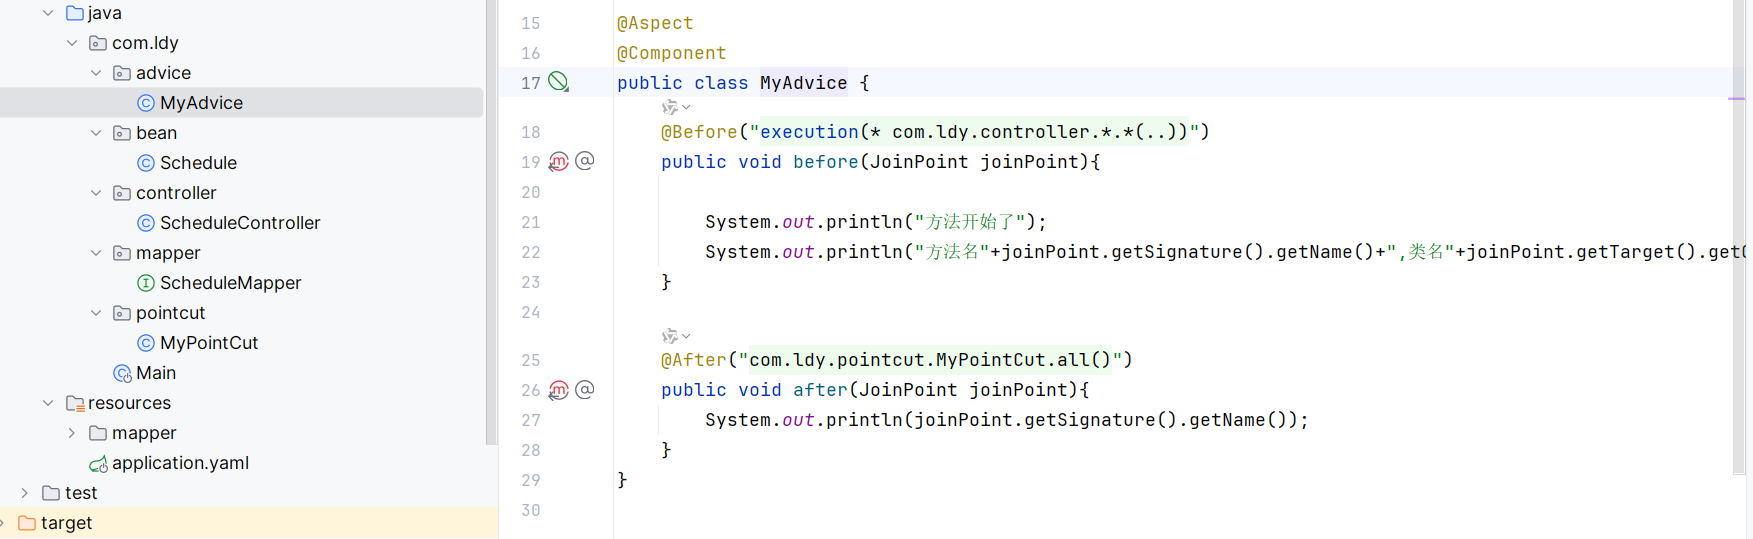 java
com.ldy
advice
MyAdvice
bean
Schedule
controller
ScheduleController
mapper
ScheduleMapper
pointcut
MyPointCut
Main
resources
mapper
application.yaml
test
target
15 @Aspect
16 @Component
17 public class MyAdvice {
18 @Before("execution(* com.ldy.controller.*.*(..))")
19 public void before(JoinPoint joinPoint){
20
21 System.out.println("方法开始了");
22 System.out.println("方法名"+joinPoint.getSignature().getName()+",类名"+joinPoint.getTarget().get
23 }
24
25 @After("com.ldy.pointcut.MyPointCut.all()")
26 public void after(JoinPoint joinPoint){
27 System.out.println(joinPoint.getSignature().getName());
28 }
29 }
30